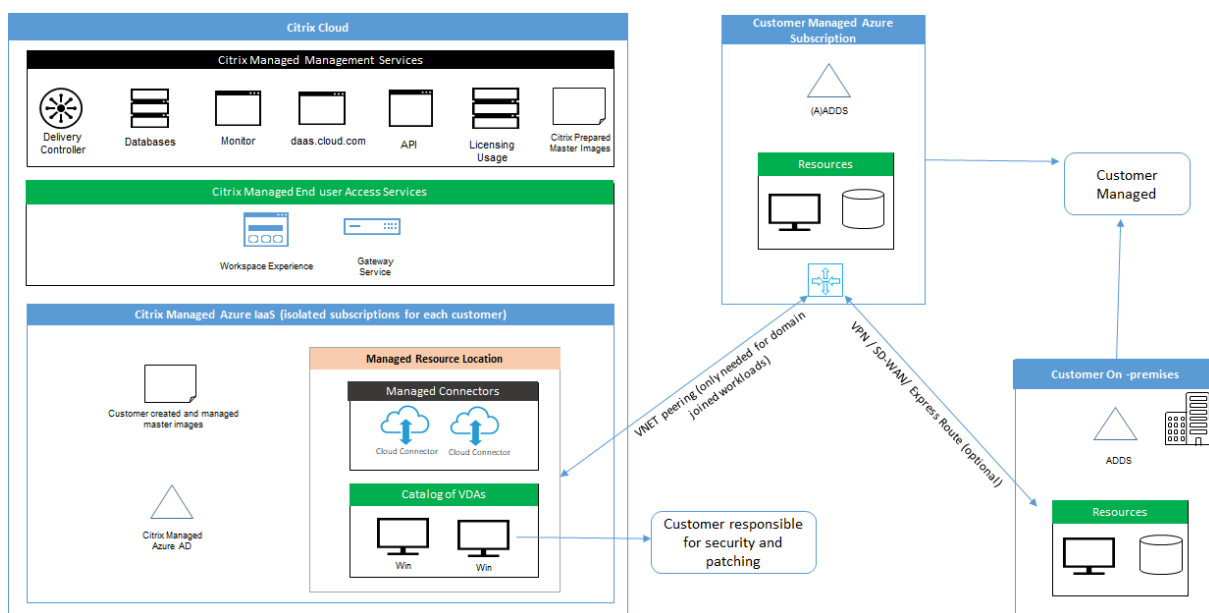 Citrix Cloud
Citrix Managed Management Services
Delivery
Controller
Databases
Monitor
daas.cloud.com
API
Licensing
Usage
Citrix Prepared
Master Images
Citrix Managed End user Access Services
Workspace Experience
Gateway
Service
Citrix Managed Azure IaaS (isolated subscriptions for each customer)
Customer created and managed
master images
Citrix Managed
Azure AD
Managed Resource Location
Managed Connectors
Cloud Connector
Cloud Connector
Catalog of VDAs
Win
Win
Customer responsible
for security and
patching
VNET peering (only needed for domain
joined workloads)
Customer Managed Azure
Subscription
(A)ADDS
Resources
VPN / SD-WAN/ Express Route (optional)
Customer
Managed
Customer On -premises
ADDS
Resources